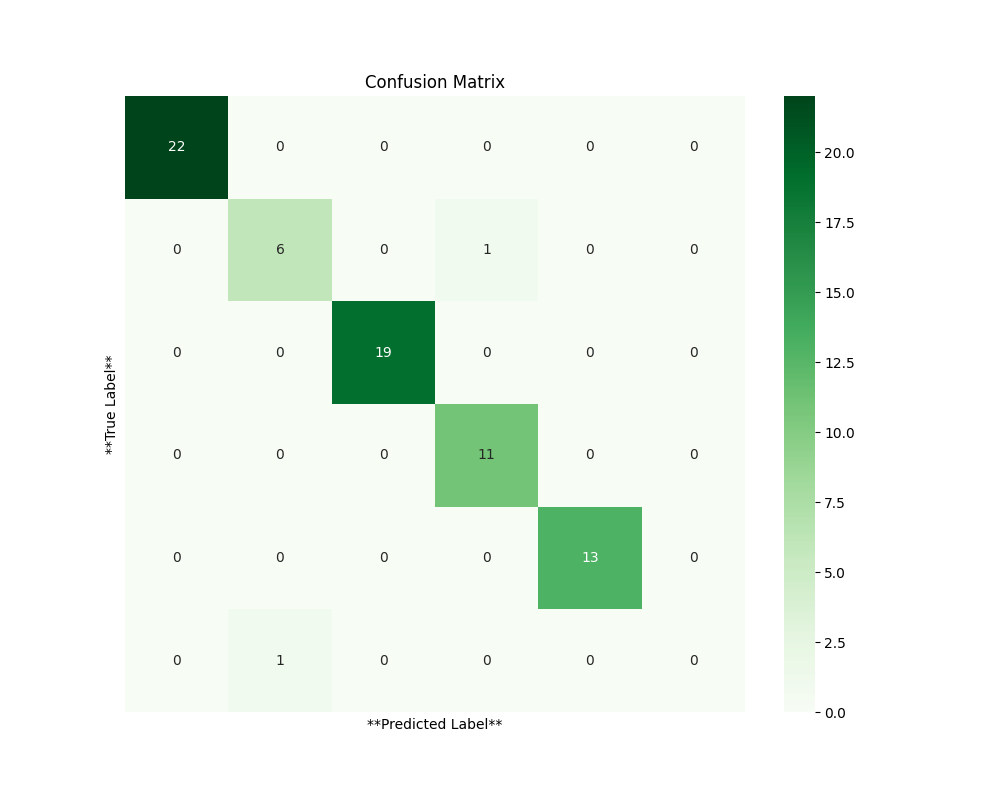 Confusion Matrix
22 0 0 0 0 0
0 6 0 1 0 0
0 0 19 0 0 0
0 0 0 11 0 0
0 0 0 0 13 0
0 1 0 0 0 0
**True Label**
**Predicted Label**
20.0
17.5
15.0
12.5
10.0
7.5
5.0
2.5
0.0